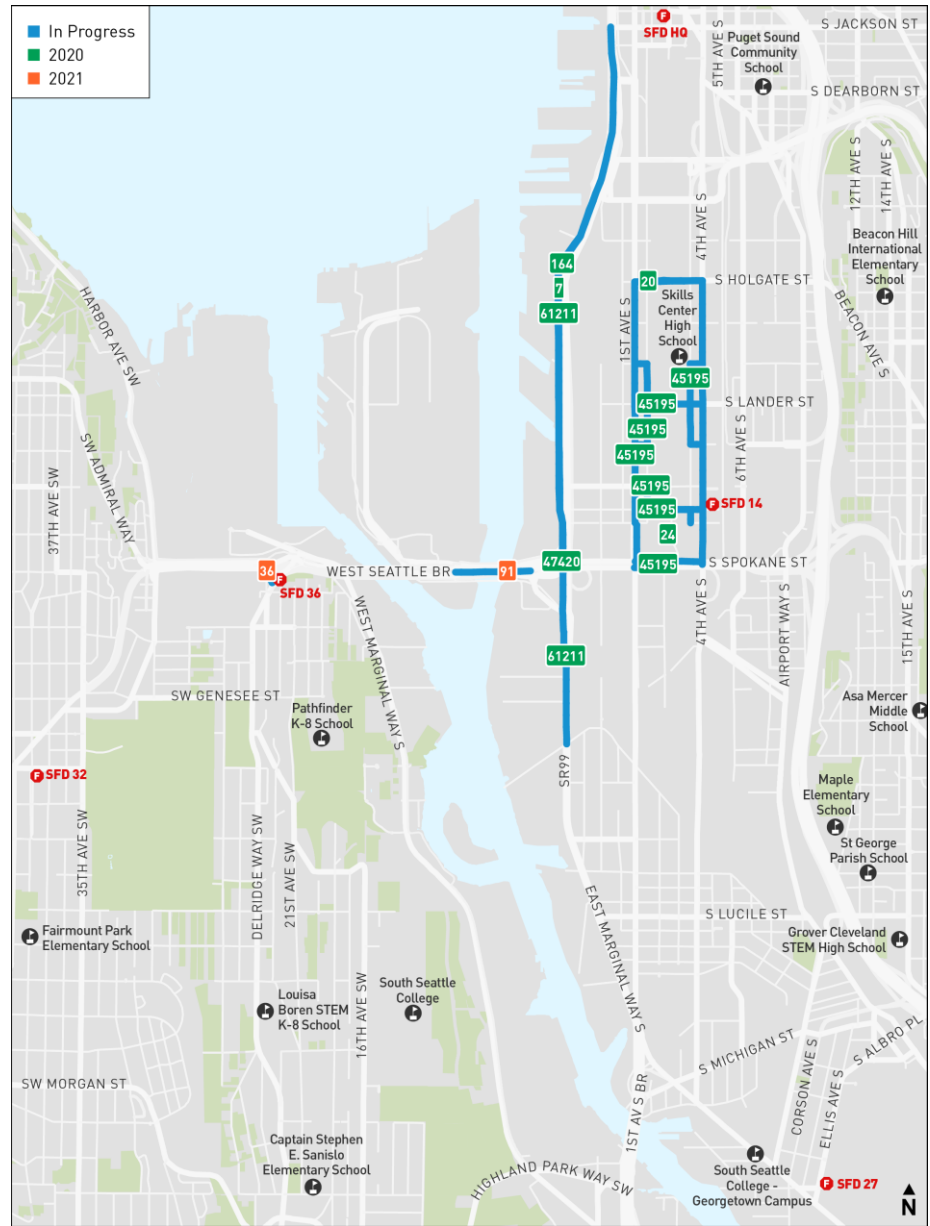 In Progress
2020
2021
F
SFD HQ
5TH AVE S
S JACKSON ST
Puget Sound
Community
School
S DEARBORN ST
12TH AVE S
14TH AVE S
4TH AVE S
Beacon Hill
International
Elementary
School
164
7
61211
20
S HOLGATE ST
HARBOR AVE SW
1ST AVE S
Skills
Center
High
School
BEACON AVE S
45195
45195
S LANDER ST
45195
45195
6TH AVE S
SW ADMIRAL WAY
37TH AVE SW
45195
45195
F SFD 14
24
47420
45195
S SPOKANE ST
36
F
SFD 36
WEST SEATTLE BR
91
4TH AVE S
AIRPORT WAY S
15TH AVE S
WEST MARGINAL WAY S
61211
SW GENESEE ST
Pathfinder
K-8 School
Asa Mercer
Middle
School
F SFD 32
SR99
Maple
Elementary
School
St George
Parish School
35TH AVE SW
DELRIDGE WAY SW
21ST AVE SW
EAST MARGINAL WAY S
S LUCILE ST
Fairmount Park
Elementary School
Grover Cleveland
STEM High School
Louisa
Boren STEM
K-8 School
South Seattle
College
16TH AVE SW
S MICHIGAN ST
S ALBRO PL
CORSON AVE S
ELLIS AVE S
SW MORGAN ST
1ST AV S BR
Captain Stephen
E. Sanislo
Elementary School
HIGHLAND PARK WAY SW
South Seattle
College -
Georgetown Campus
F SFD 27
N